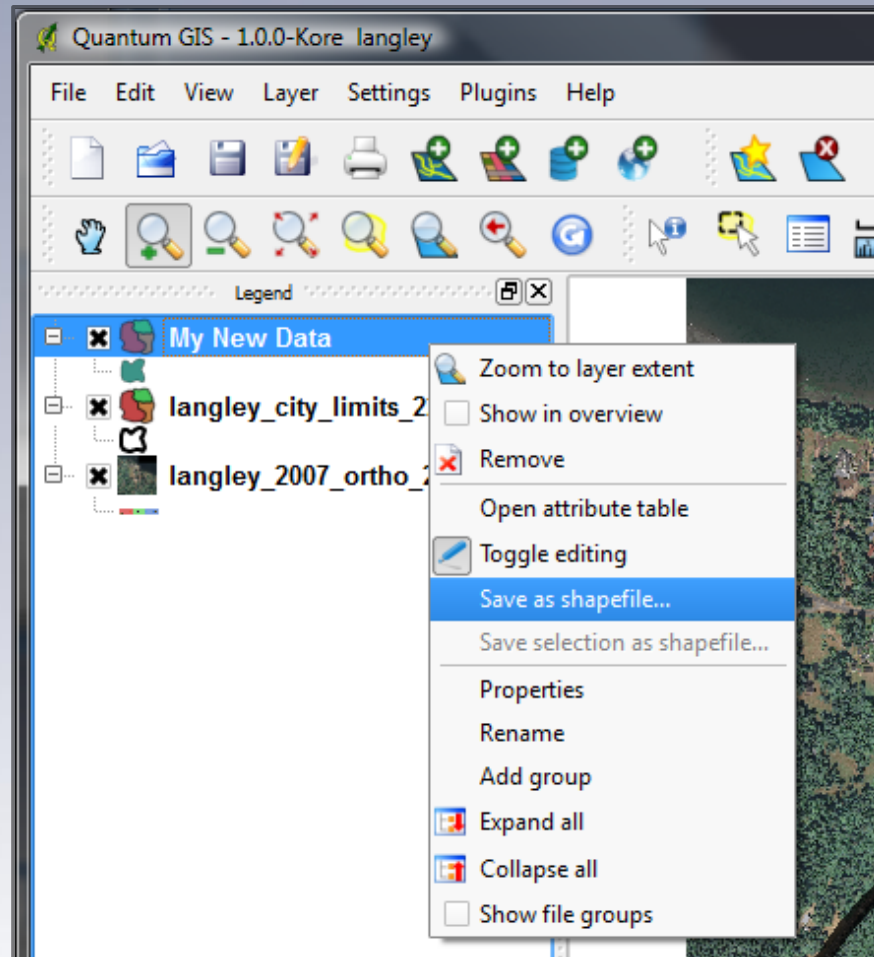 Quantum GIS - 1.0.0-Kore langley
File Edit View Layer Settings Plugins Help
Legend
My New Data
langley_city_limits_2
langley_2007_ortho_2
Zoom to layer extent
Show in overview
Remove
Open attribute table
Toggle editing
Save as shapefile...
Save selection as shapefile...
Properties
Rename
Add group
Expand all
Collapse all
Show file groups